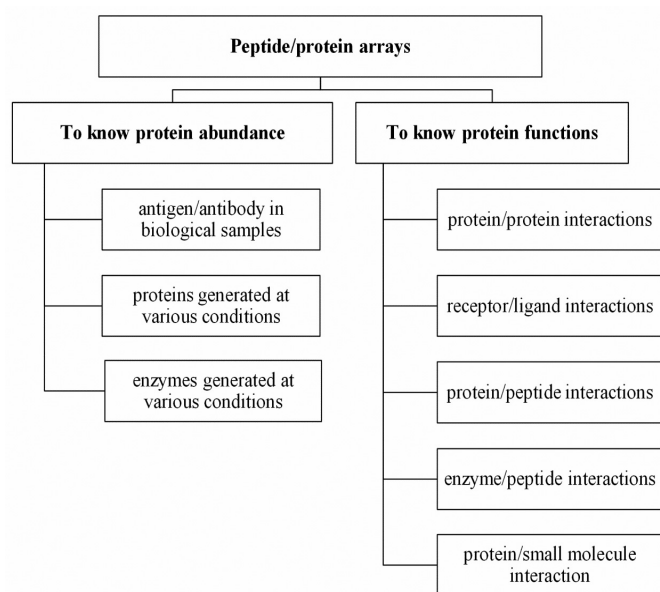 Peptide/protein arrays
To know protein abundance
antigen/antibody in
biological samples
proteins generated at
various conditions
enzymes generated at
various conditions
To know protein functions
protein/protein interactions
receptor/ligand interactions
protein/peptide interactions
enzyme/peptide interactions
protein/small molecule
interaction